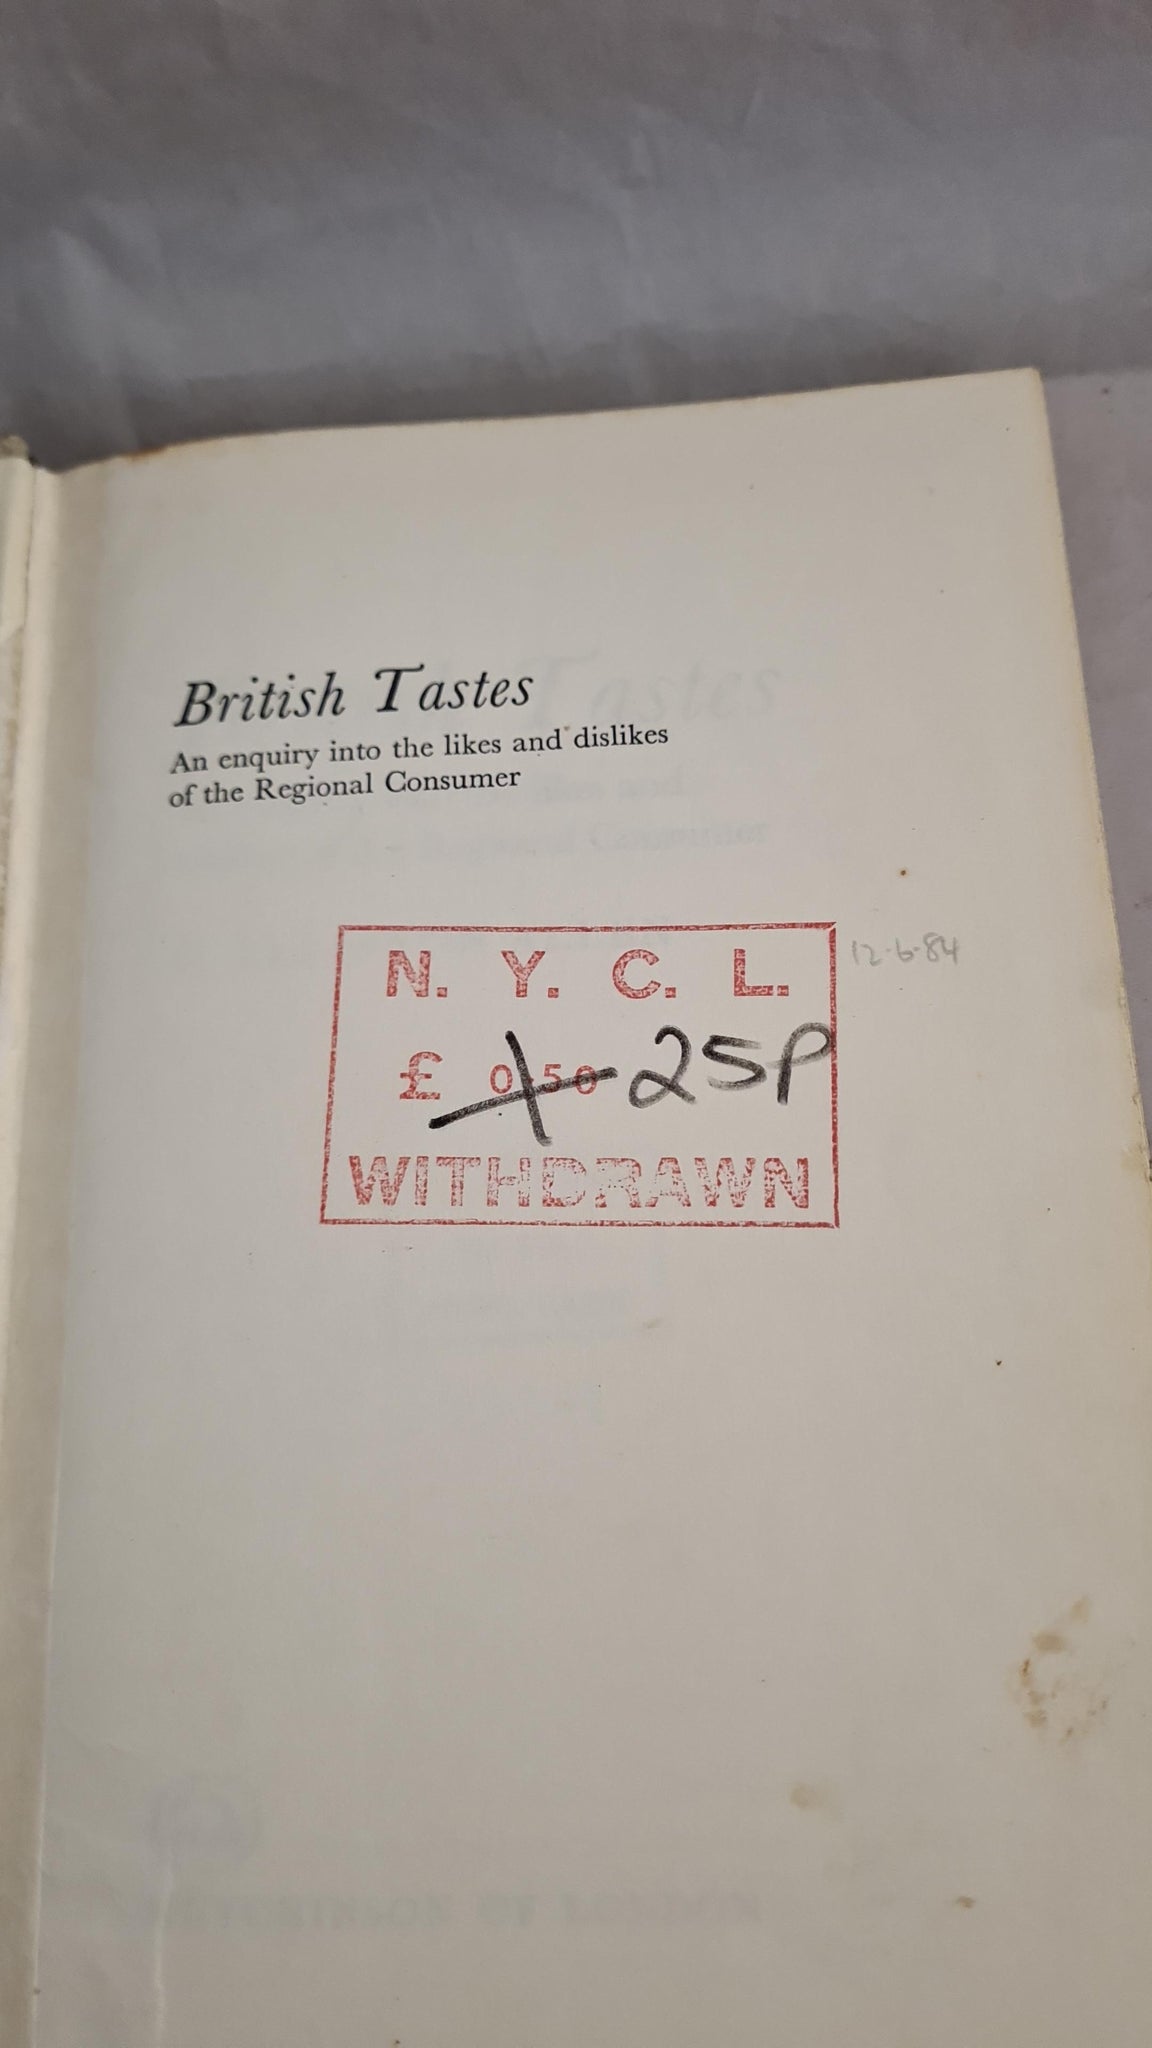 British Tastes
An enquiry into the likes and dislikes
of the Regional Consumer
N. Y. C. L.
12-6-84
£ 0.50 25P
WITHDRAWN